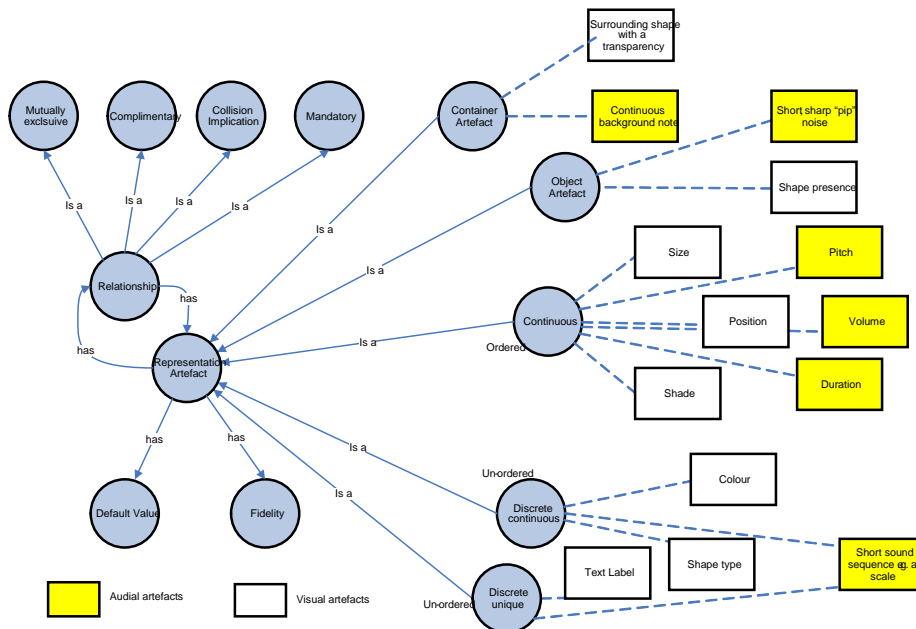 Surrounding shape
with a
transparency
Mutually
exclsuive
Complimentary
Collision
Implication
Mandatory
Container
Artefact
Continuous
background note
Short sharp “pip”
noise
Object
Artefact
Shape presence
Is a
Is a
Is a
Is a
Is a
Is a
Size
Pitch
Relationship
has
has
Continuous
Ordered
Position
Volume
Is a
Representation
Artefact
Shade
Duration
has
has
Is a
Is a
Un-ordered
Colour
Default Value
Fidelity
Discrete
continuous
Short sound
sequence eg. a
scale
Text Label
Shape type
Un-ordered
Discrete
unique
Audial artefacts
Visual artefacts